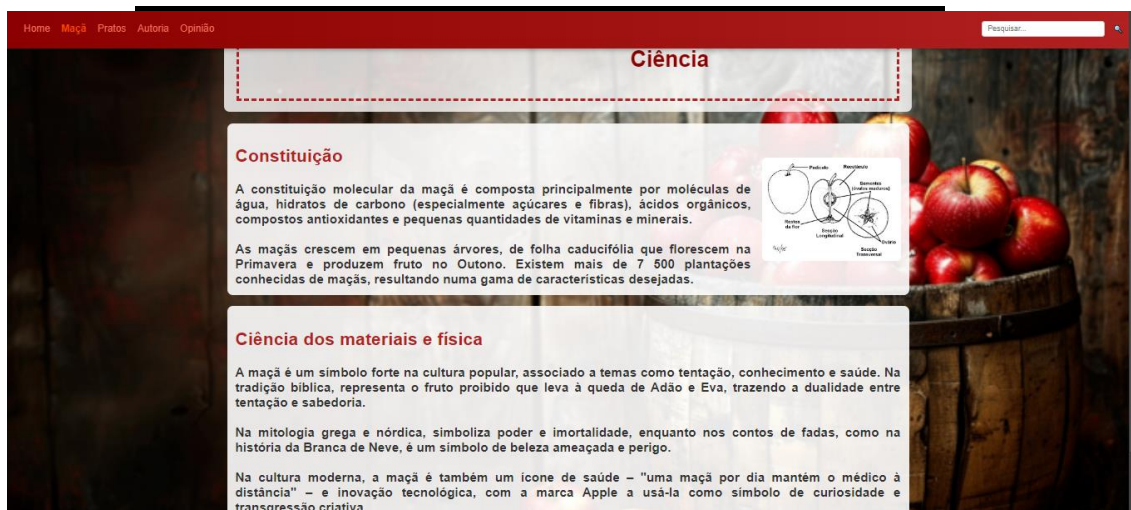 Home Maçã Pratos Autoria Opinião
Pesquisar...
Ciência
Constituição
A constituição molecular da maçã é composta principalmente por moléculas de
água, hidratos de carbono (especialmente açúcares e fibras), ácidos orgânicos,
compostos antioxidantes e pequenas quantidades de vitaminas e minerais.
As maçãs crescem em pequenas árvores, de folha caducifólia que florescem na
Primavera e produzem fruto no Outono. Existem mais de 7 500 plantações
conhecidas de maçãs, resultando numa gama de características desejadas.
Pedículo
Receptáculo
Sementes
Restos
da flor
Secção
Longitudinal
Ovário
Secção
Transversal
Ciência dos materiais e física
A maçã é um símbolo forte na cultura popular, associado a temas como tentação, conhecimento e saúde. Na
tradição bíblica, representa o fruto proibido que leva à queda de Adão e Eva, trazendo a dualidade entre
tentação e sabedoria.
Na mitologia grega e nórdica, simboliza poder e imortalidade, enquanto nos contos de fadas, como na
história da Branca de Neve, é um símbolo de beleza ameaçada e perigo.
Na cultura moderna, a maçã é também um ícone de saúde – "uma maçã por dia mantém o médico à
distância" – e inovação tecnológica, com a marca Apple a usá-la como símbolo de curiosidade e
transgressão criativa.